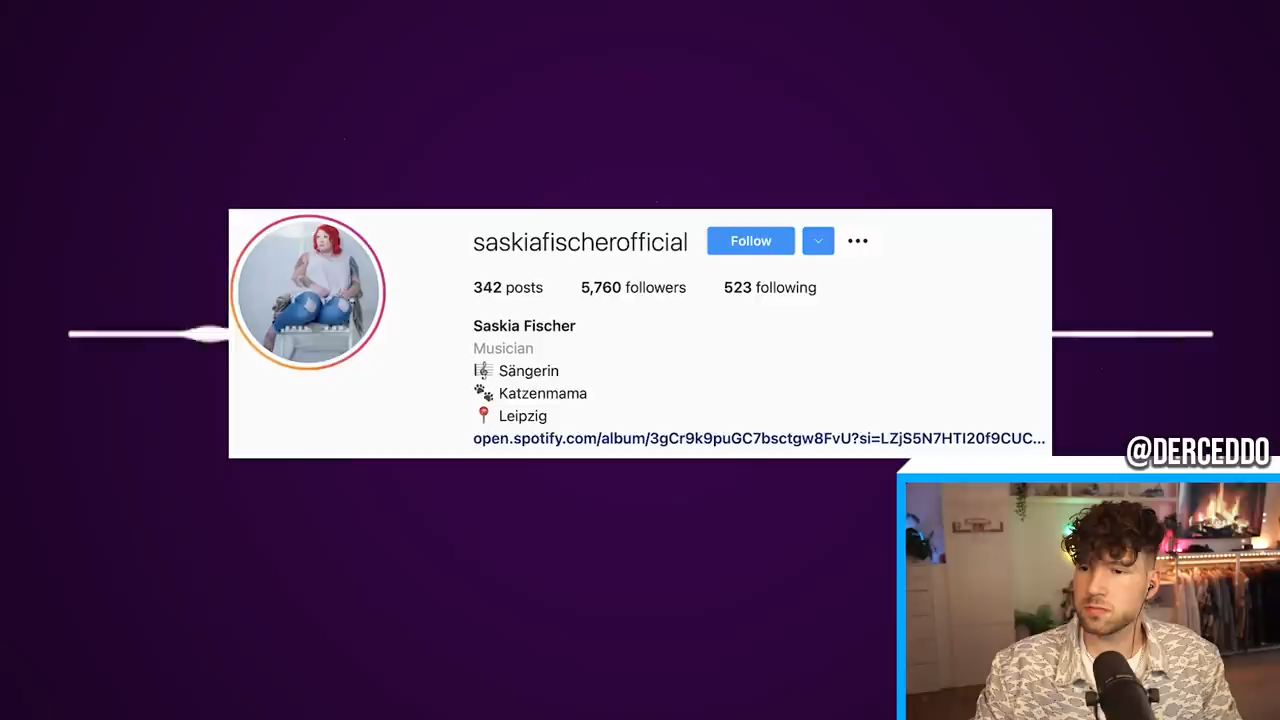 saskiafischerofficial Follow
342 posts 5,760 followers 523 following
Saskia Fischer
Musician
🎼 Sängerin
🐾 Katzenmama
📍 Leipzig
open.spotify.com/album/3gCr9k9puGC7bsctgw8FvU?si=LZjS5N7HTI20f9CUC...
@DERCEDDO